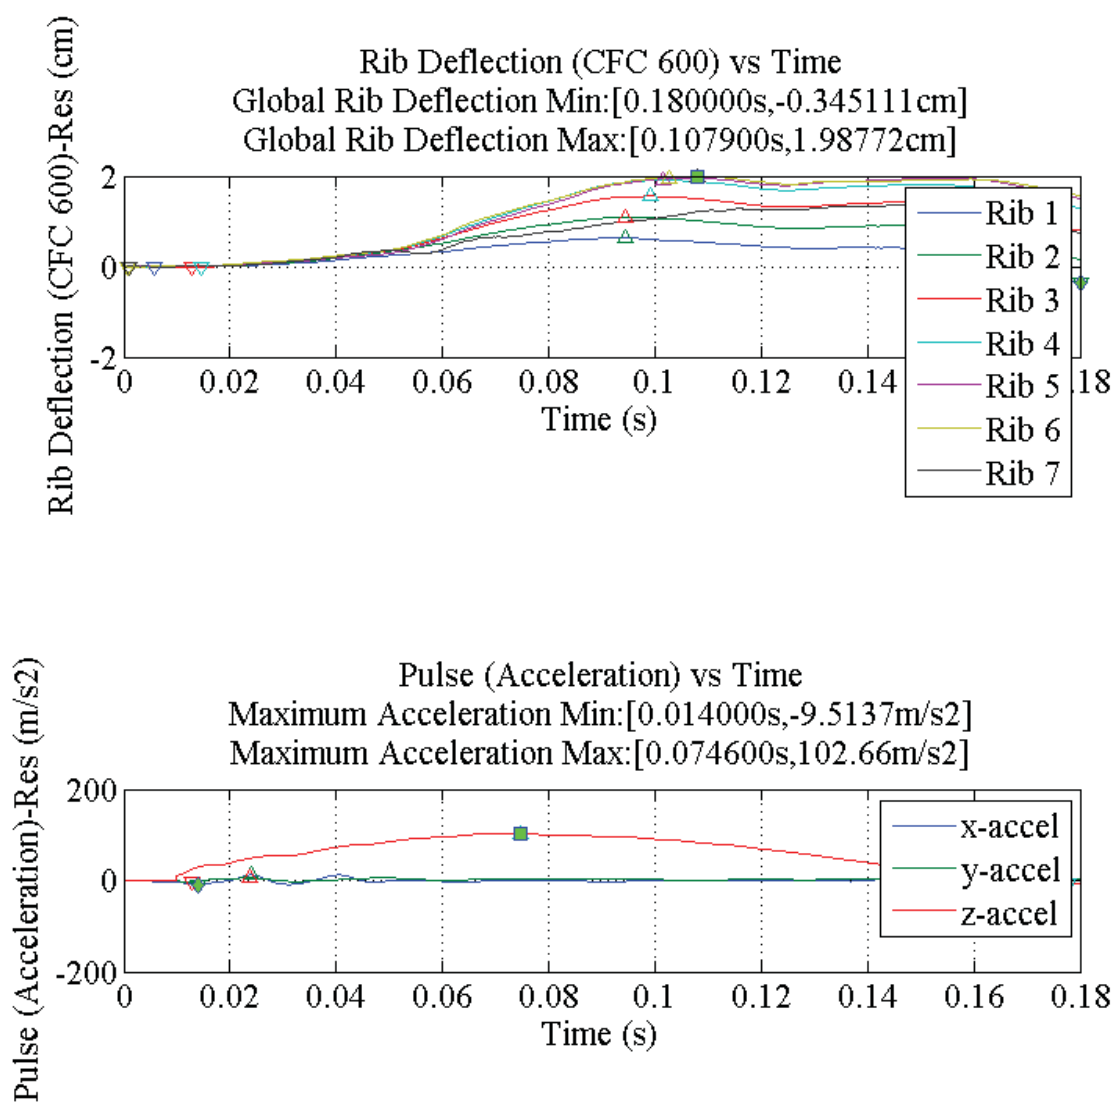 Rib Deflection (CFC 600) vs Time
Global Rib Deflection Min:[0.180000s,-0.345111cm]
Global Rib Deflection Max:[0.107900s,1.98772cm]
Rib Deflection (CFC 600)-Res (cm)
2
0
-2
0 0.02 0.04 0.06 0.08 0.1 0.12 0.14 .18
Time (s)
Rib 1
Rib 2
Rib 3
Rib 4
Rib 5
Rib 6
Rib 7
Pulse (Acceleration) vs Time
Maximum Acceleration Min:[0.014000s,-9.5137m/s2]
Maximum Acceleration Max:[0.074600s,102.66m/s2]
Pulse (Acceleration)-Res (m/s2)
200
0
-200
0 0.02 0.04 0.06 0.08 0.1 0.12 0.14 0.16 0.18
Time (s)
x-accel
y-accel
z-accel